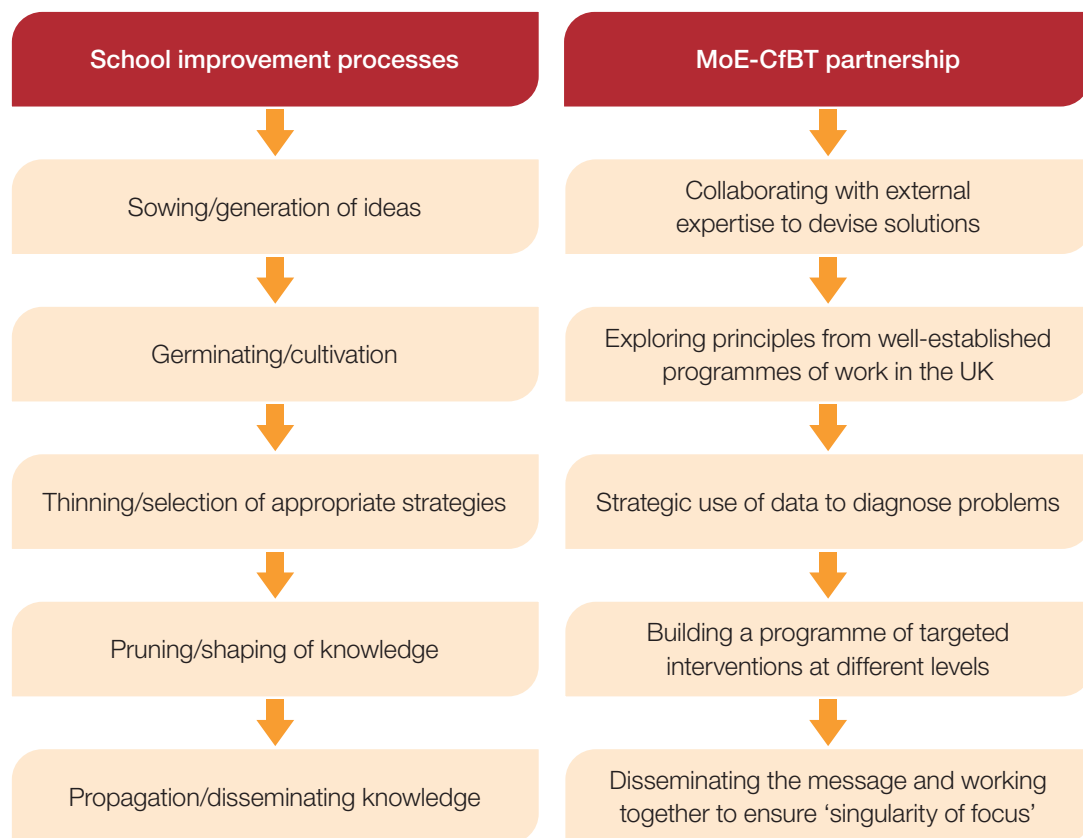 School improvement processes
MoE-CfBT partnership
Sowing/generation of ideas
Collaborating with external
expertise to devise solutions
Germinating/cultivation
Exploring principles from well-established
programmes of work in the UK
Thinning/selection of appropriate strategies
Strategic use of data to diagnose problems
Pruning/shaping of knowledge
Building a programme of targeted
interventions at different levels
Propagation/disseminating knowledge
Disseminating the message and working
together to ensure ‘singularity of focus’